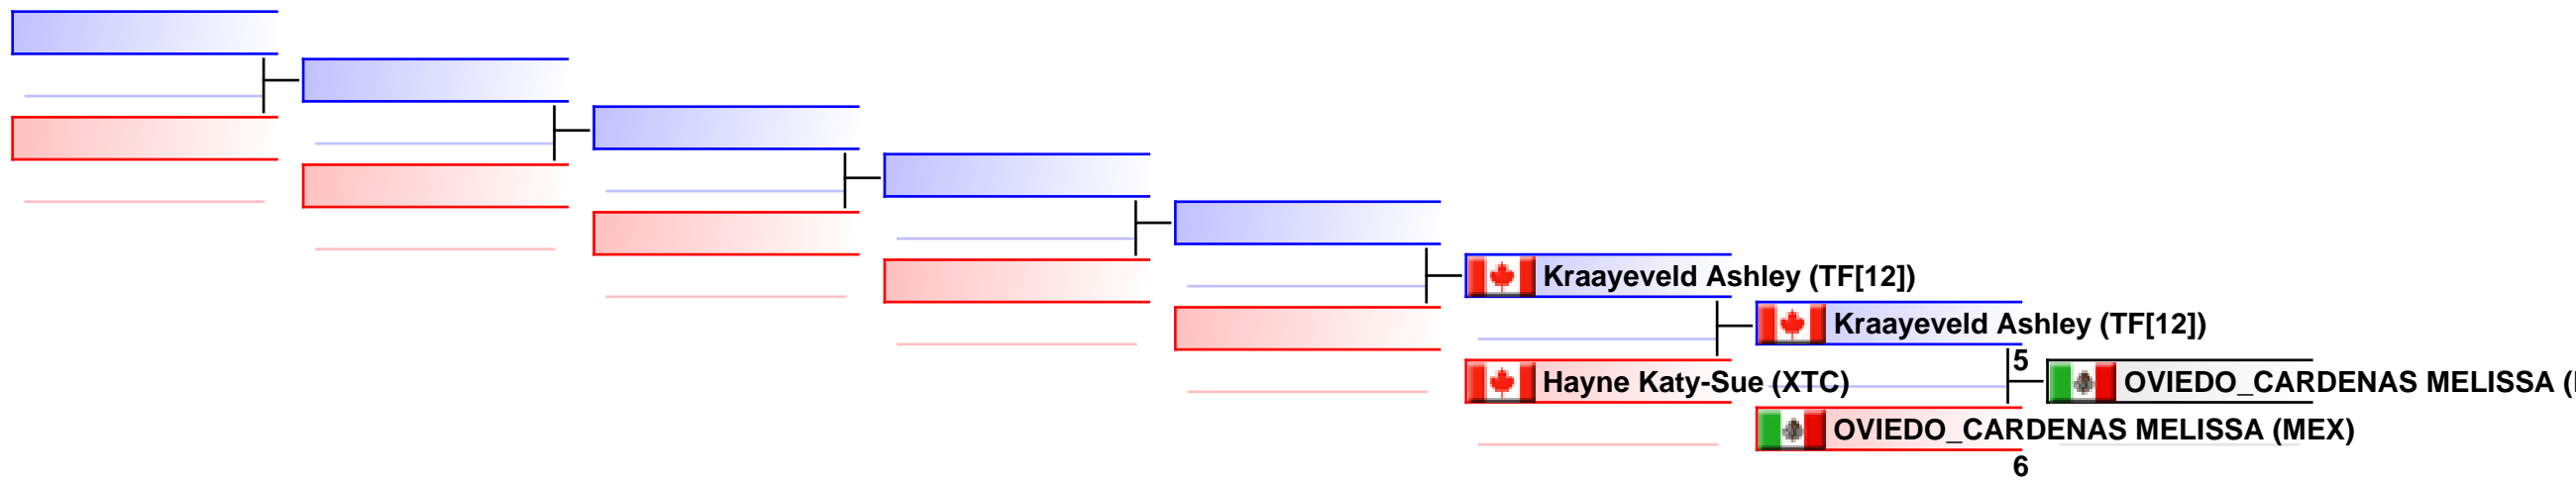 Kraayeveld Ashley (TF[12])
Kraayeveld Ashley (TF[12])
5
Hayne Katy-Sue (XTC)
OVIEDO_CARDENAS MELISSA (
OVIEDO_CARDENAS MELISSA (MEX)
6